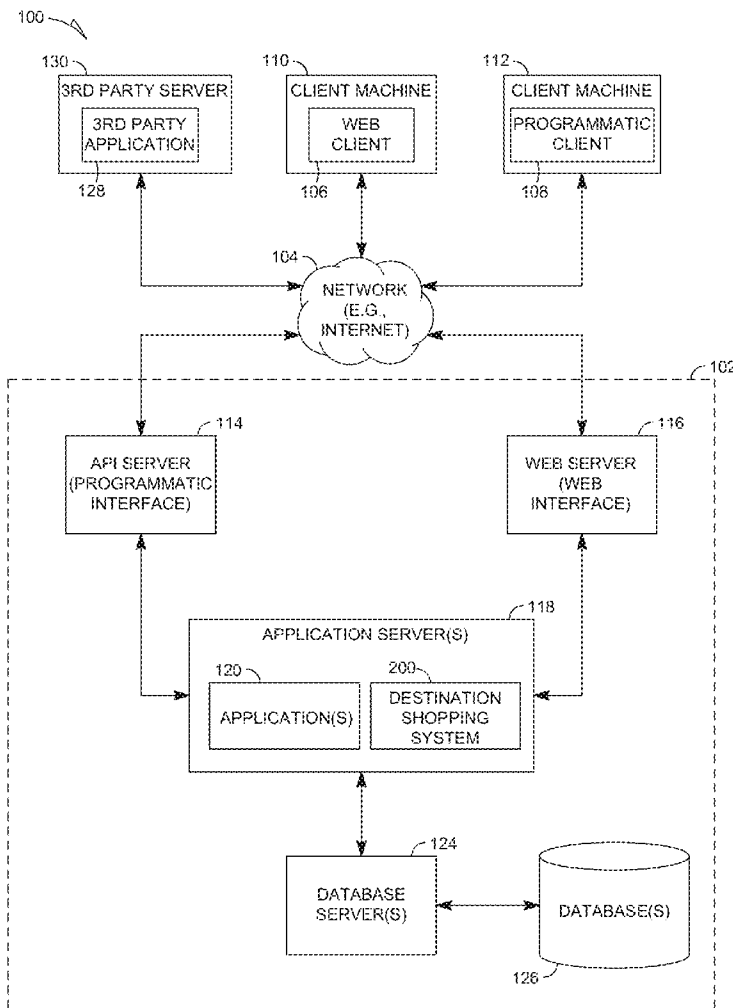 100
130
110
112
3RD PARTY SERVER
CLIENT MACHINE
CLIENT MACHINE
3RD PARTY
APPLICATION
WEB
CLIENT
PROGRAMMATIC
CLIENT
128
106
108
104
NETWORK
(E.G.,
INTERNET)
102
114
116
API SERVER
(PROGRAMMATIC
INTERFACE)
WEB SERVER
(WEB
INTERFACE)
118
APPLICATION SERVER(S)
120
200
APPLICATION(S)
DESTINATION
SHOPPING
SYSTEM
124
DATABASE
SERVER(S)
DATABASE(S)
126